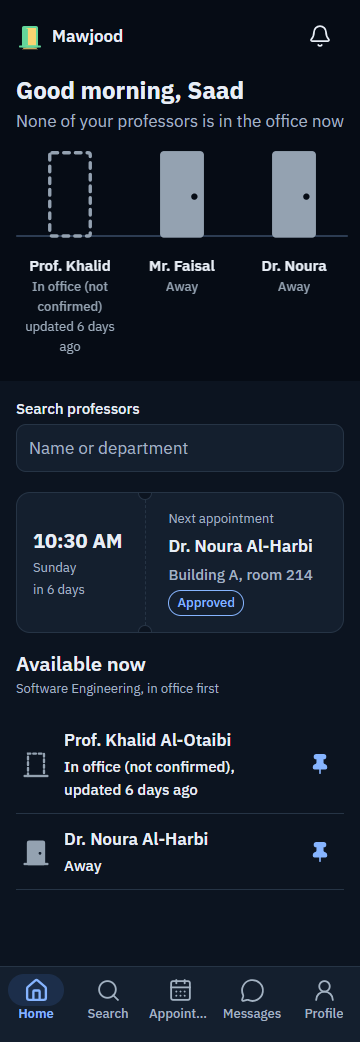 Mawjood
Good morning, Saad
None of your professors is in the office now
Prof. Khalid
In office (not
confirmed)
updated 6 days
ago
Mr. Faisal
Away
Dr. Noura
Away
Search professors
Name or department
10:30 AM
Sunday
in 6 days
Next appointment
Dr. Noura Al-Harbi
Building A, room 214
Approved
Available now
Software Engineering, in office first
Prof. Khalid Al-Otaibi
In office (not confirmed),
updated 6 days ago
Dr. Noura Al-Harbi
Away
Home
Search
Appoint...
Messages
Profile